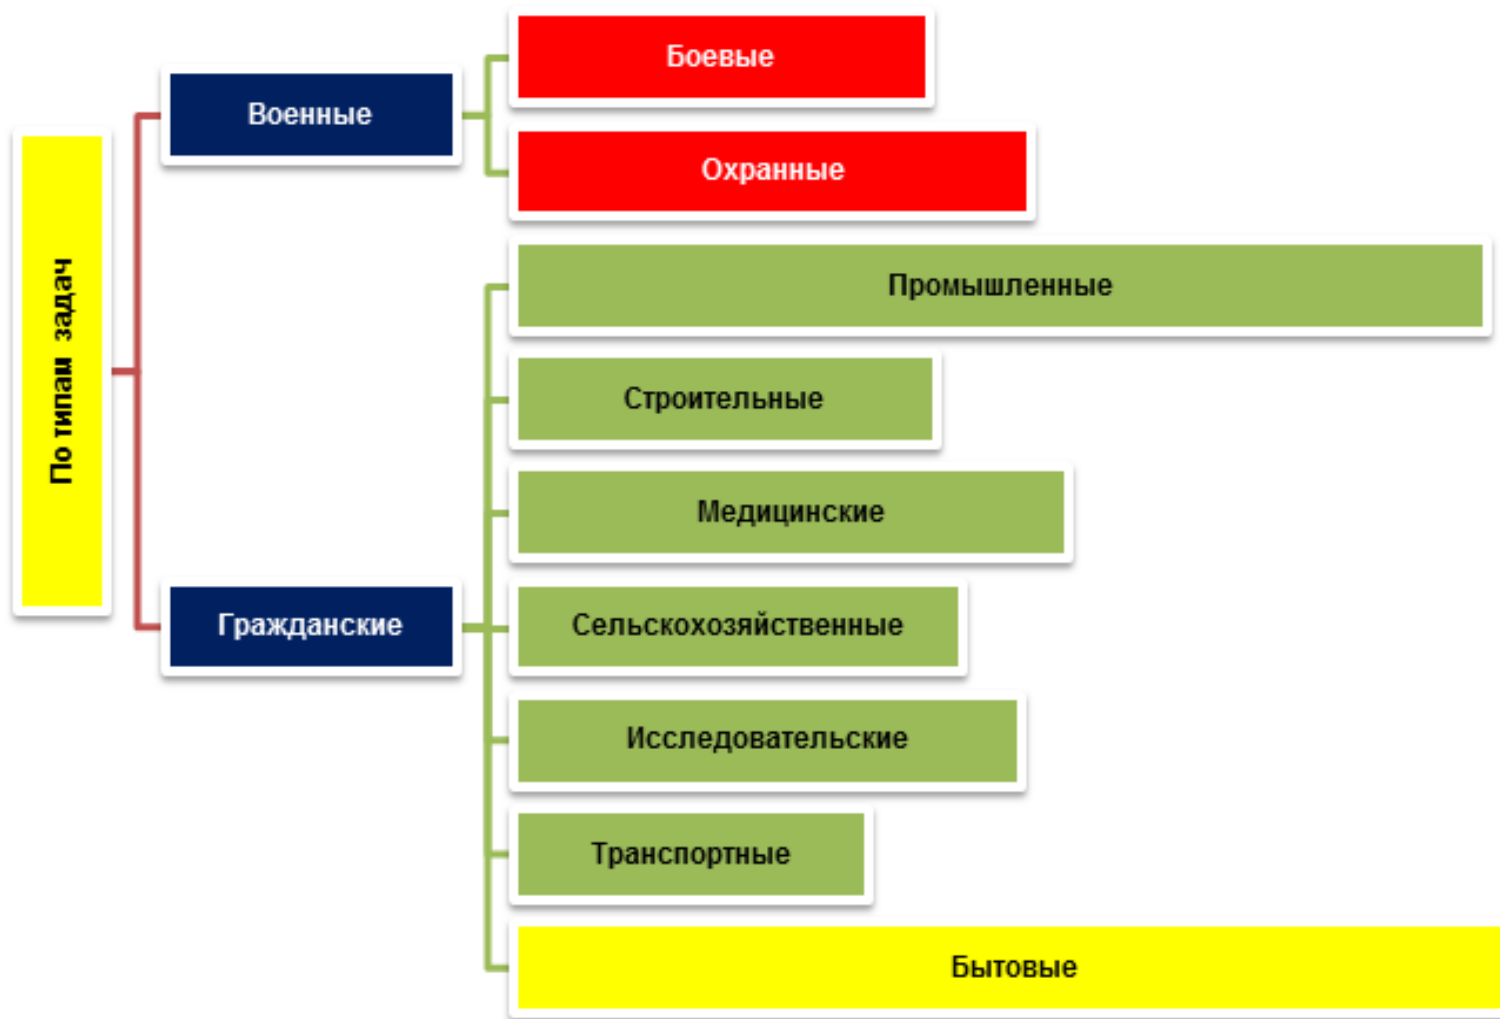 По типам задач
Военные
Боевые
Охранные
Гражданские
Промышленные
Строительные
Медицинские
Сельскохозяйственные
Исследовательские
Транспортные
Бытовые